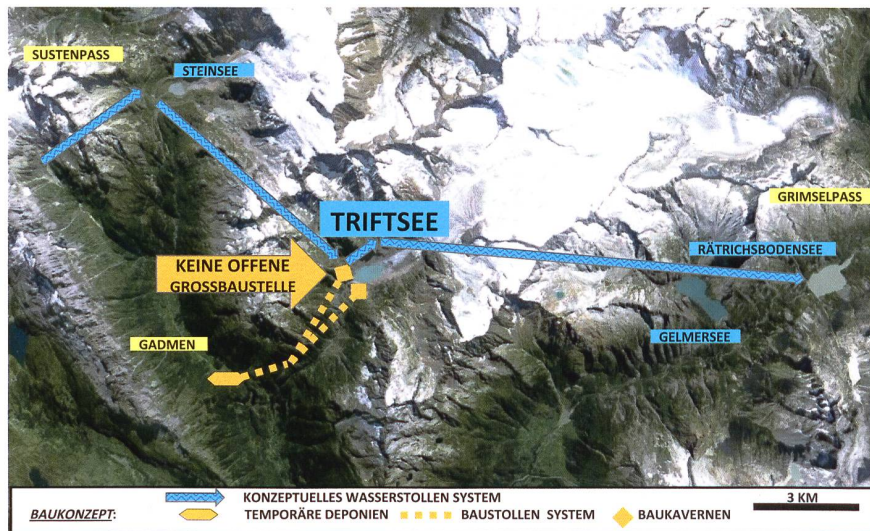 SUSTENPASS
STEINSEE
TRIFTSEE
GRIMSELPASS
RÄTRICHSBODENSEE
KEINE OFFENE
GROSSBAUSTELLE
GELMERSEE
GADMEN
KONZEPTUELLES WASSERSTOLLEN SYSTEM
3 KM
BAUKONZEPT:
TEMPORÄRE DEPONIEN
BAUSTOLLEN SYSTEM
BAUKAVERNEN